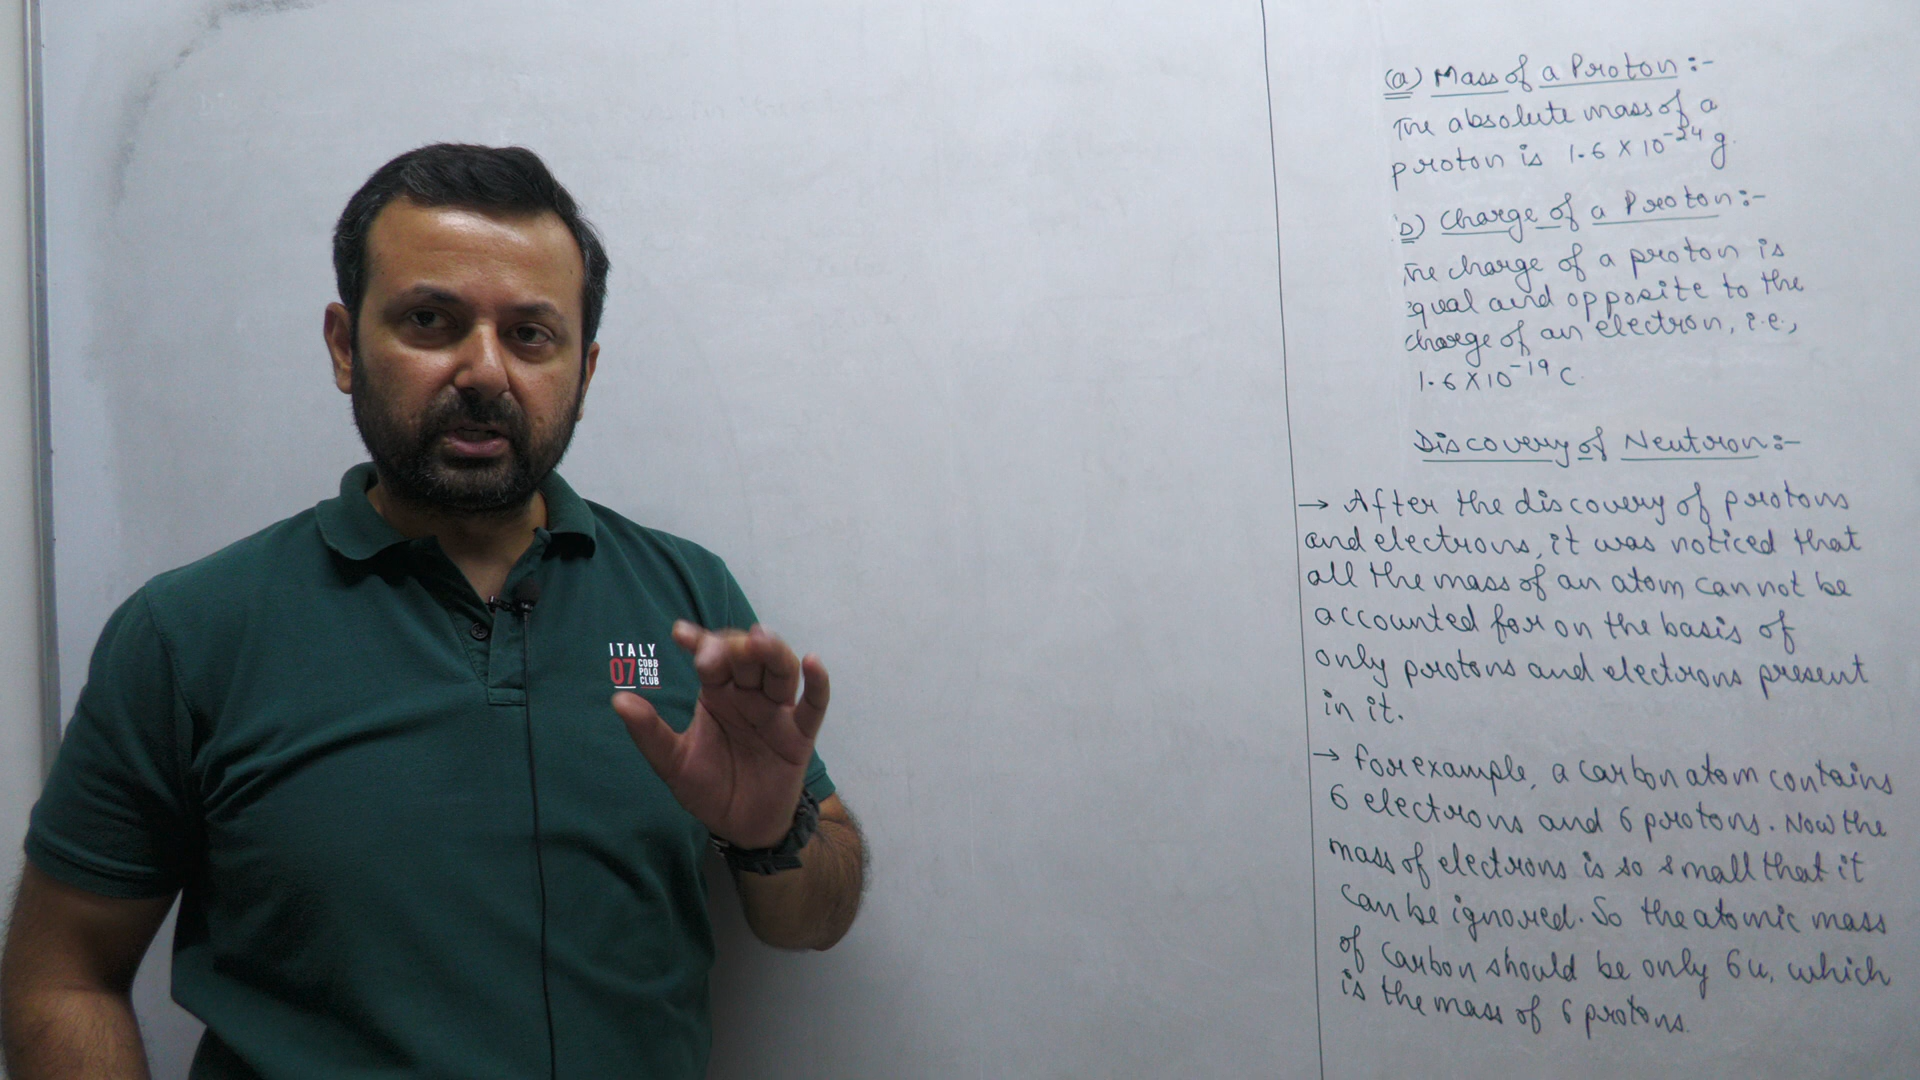 ITALY
07 COBB
POLO
CLUB
(a) Mass of a Proton :-
The absolute mass of a
proton is 1.6 X 10⁻²⁴ g.
b) Charge of a Proton:-
The charge of a proton is
equal and opposite to the
charge of an electron, i.e.,
1.6 X 10⁻¹⁹ C.
Discovery of Neutron:-
→ After the discovery of protons
and electrons, it was noticed that
all the mass of an atom cannot be
accounted for on the basis of
only protons and electrons present
in it.
→ For example, a carbon atom contains
6 electrons and 6 protons. Now the
mass of electrons is so small that it
can be ignored. So the atomic mass
of carbon should be only 6u, which
is the mass of 6 protons.